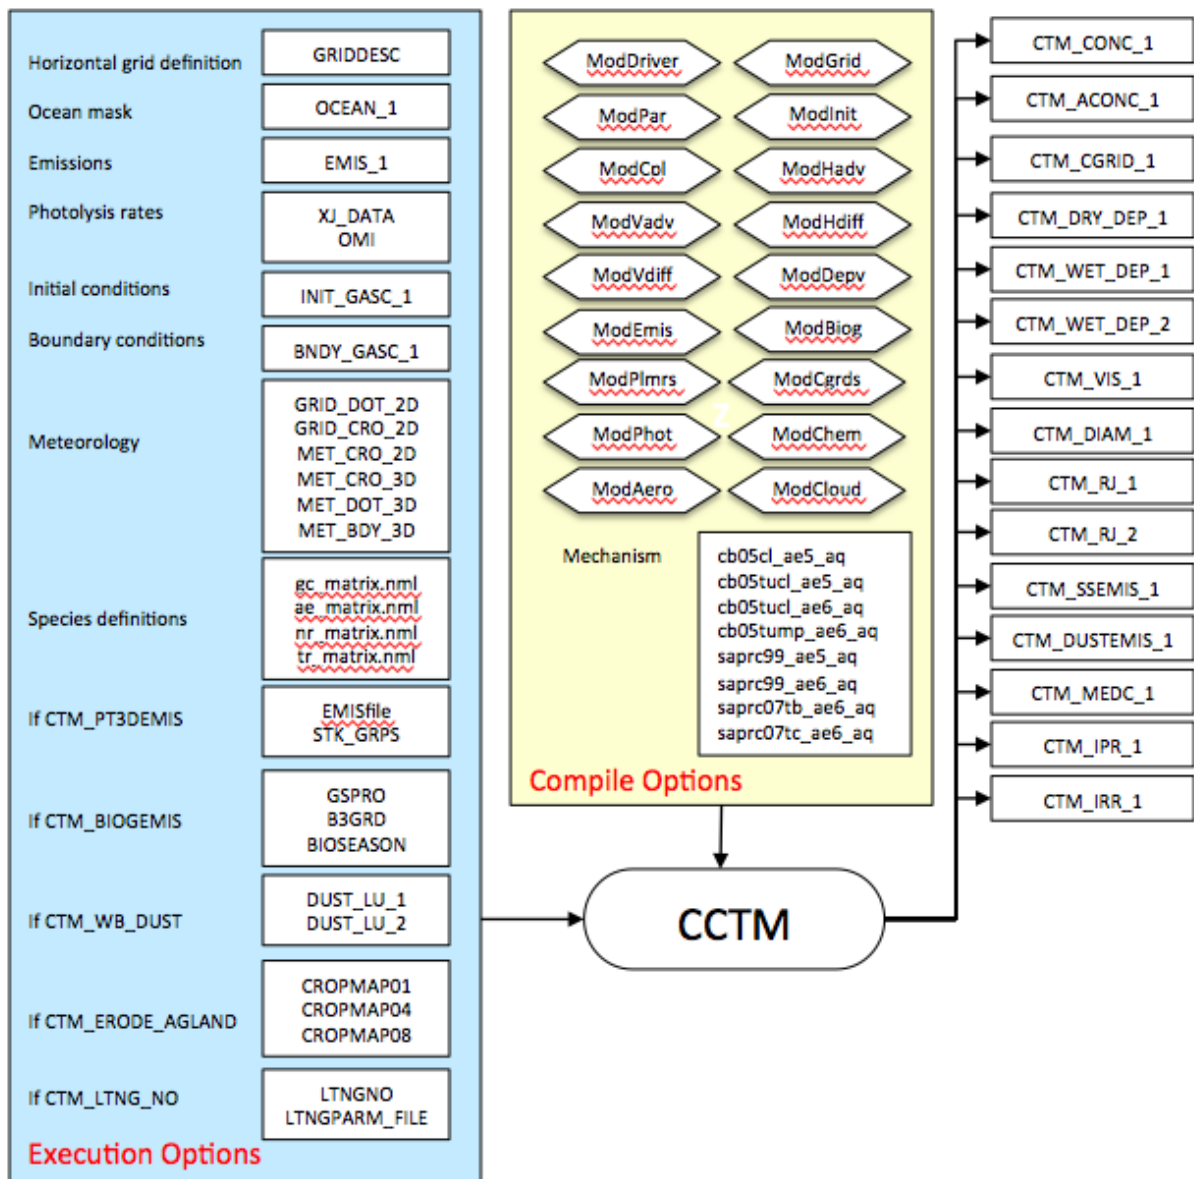 Horizontal grid definition
GRIDDESC
Ocean mask
OCEAN_1
Emissions
EMIS_1
Photolysis rates
XJ_DATA
OMI
Initial conditions
INIT_GASC_1
Boundary conditions
BNDY_GASC_1
Meteorology
GRID_DOT_2D
GRID_CRO_2D
MET_CRO_2D
MET_CRO_3D
MET_DOT_3D
MET_BDY_3D
Species definitions
gc_matrix.nml
ae_matrix.nml
nr_matrix.nml
tr_matrix.nml
If CTM_PT3DEMIS
EMISfile
STK_GRPS
If CTM_BIOGEMIS
GSPRO
B3GRD
BIOSEASON
If CTM_WB_DUST
DUST_LU_1
DUST_LU_2
If CTM_ERODE_AGLAND
CROPMAP01
CROPMAP04
CROPMAP08
If CTM_LTNG_NO
LTNGNO
LTNGPARM_FILE
Execution Options
ModDriver
ModGrid
ModPar
ModInit
ModCpl
ModHadv
ModVadv
ModHdiff
ModVdiff
ModDepv
ModEmis
ModBiog
ModPlmrs
ModCgrds
Z
ModPhot
ModChem
ModAero
ModCloud
Mechanism
cb05cl_ae5_aq
cb05tucl_ae5_aq
cb05tucl_ae6_aq
cb05tump_ae6_aq
saprc99_ae5_aq
saprc99_ae6_aq
saprc07tb_ae6_aq
saprc07tc_ae6_aq
Compile Options
CCTM
CTM_CONC_1
CTM_ACONC_1
CTM_CGRID_1
CTM_DRY_DEP_1
CTM_WET_DEP_1
CTM_WET_DEP_2
CTM_VIS_1
CTM_DIAM_1
CTM_RJ_1
CTM_RJ_2
CTM_SSEMIS_1
CTM_DUSTEMIS_1
CTM_MEDC_1
CTM_IPR_1
CTM_IRR_1